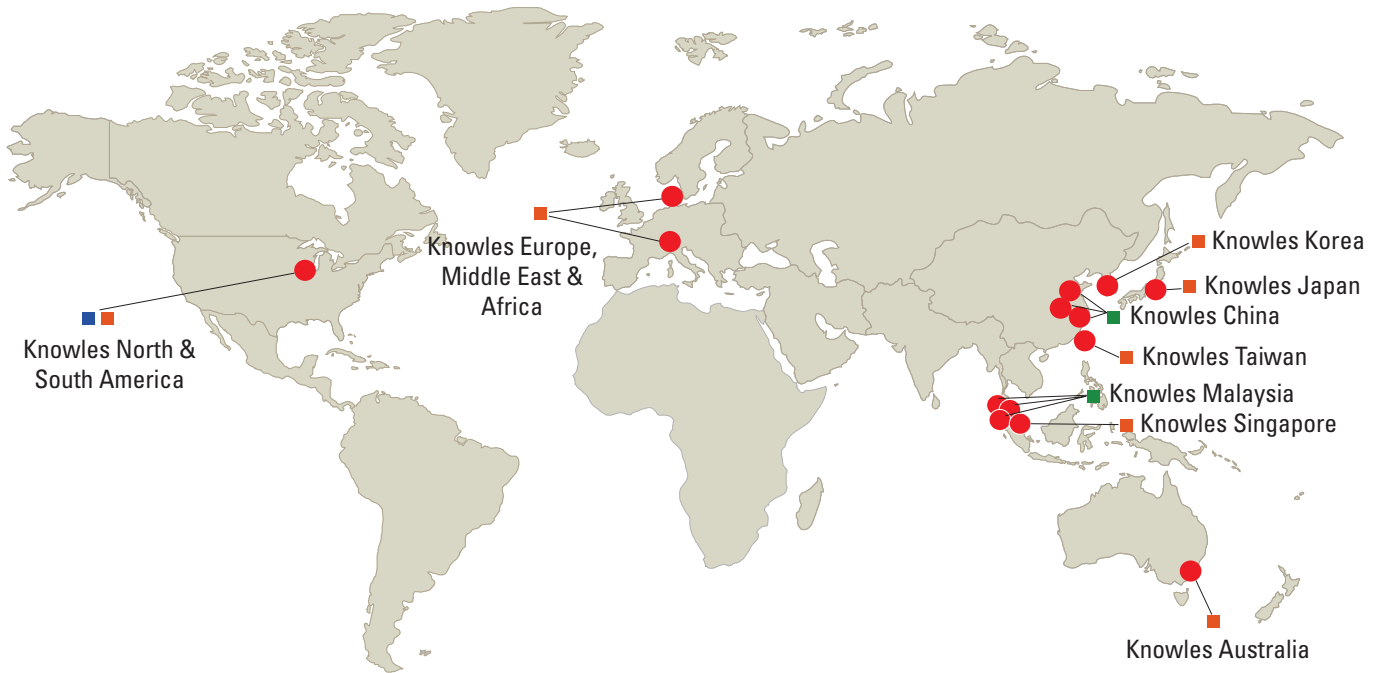 Knowles Europe,
Middle East &
Africa
Knowles Korea
Knowles Japan
Knowles China
Knowles North &
South America
Knowles Taiwan
Knowles Malaysia
Knowles Singapore
Knowles Australia